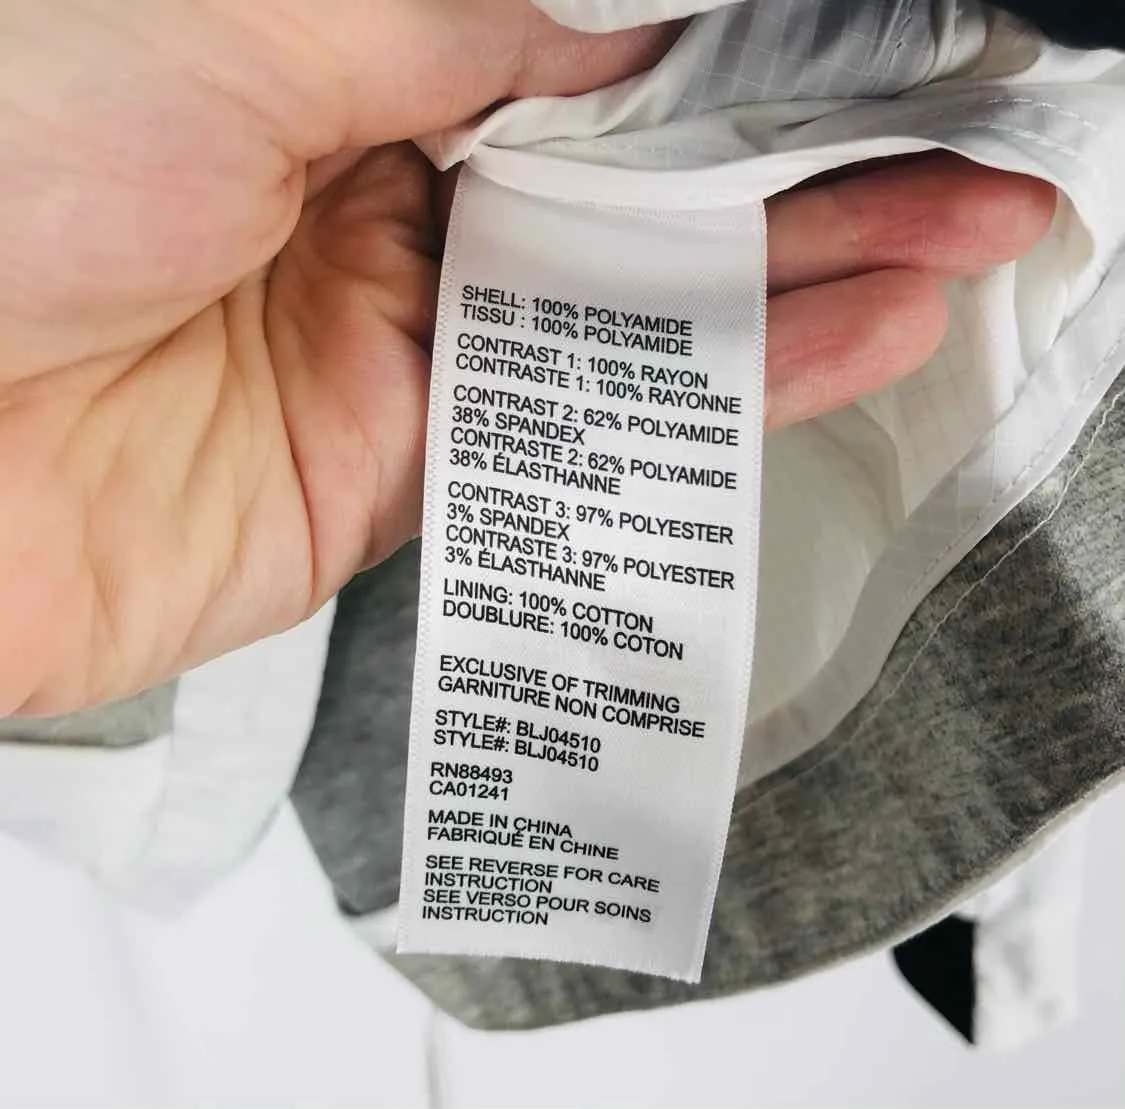 SHELL: 100% POLYAMIDE
TISSU : 100% POLYAMIDE
CONTRAST 1: 100% RAYON
CONTRASTE 1: 100% RAYONNE
CONTRAST 2: 62% POLYAMIDE
38% SPANDEX
CONTRASTE 2: 62% POLYAMIDE
38% ÉLASTHANNE
CONTRAST 3: 97% POLYESTER
3% SPANDEX
CONTRASTE 3: 97% POLYESTER
3% ÉLASTHANNE
LINING: 100% COTTON
DOUBLURE: 100% COTON
EXCLUSIVE OF TRIMMING
GARNITURE NON COMPRISE
STYLE#: BLJ04510
STYLE#: BLJ04510
RN88493
CA01241
MADE IN CHINA
FABRIQUÉ EN CHINE
SEE REVERSE FOR CARE
INSTRUCTION
SEE VERSO POUR SOINS
INSTRUCTION